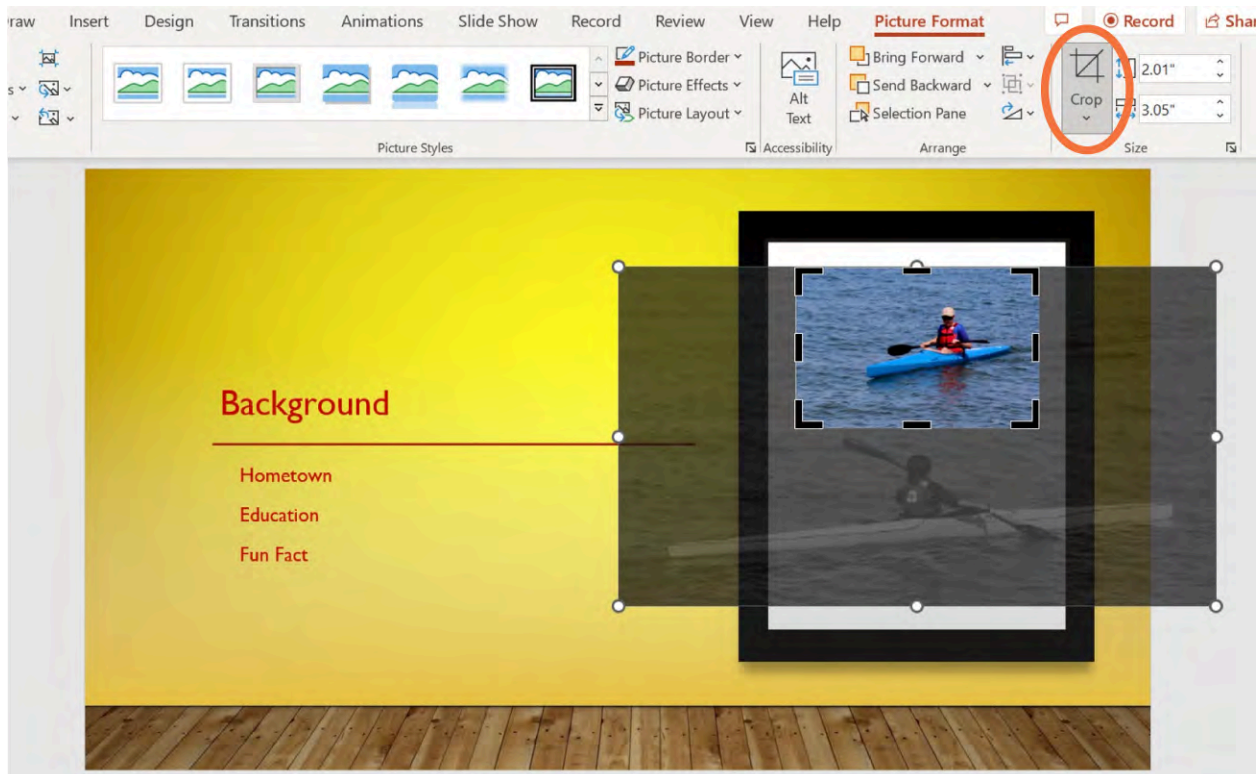 Insert Design Transitions Animations Slide Show Record Review View Help Picture Format Record
Picture Border
Picture Effects
Picture Layout
Alt
Text
Bring Forward
Send Backward
Selection Pane
Crop
2.01"
3.05"
Picture Styles Accessibility Arrange Size
Background
Hometown
Education
Fun Fact